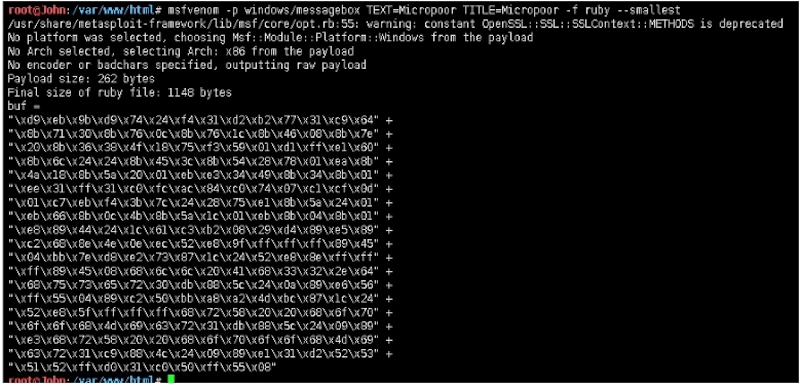 root@John:/var/www/html# msfvenom -p windows/messagebox TEXT=Micropoor TITLE=Micropoor -f ruby --smallest
/usr/share/metasploit-framework/lib/msf/core/opt.rb:55: warning: constant OpenSSL::SSL::SSLContext::METHODS is deprecated
No platform was selected, choosing Msf::Module::Platform::Windows from the payload
No Arch selected, selecting Arch: x86 from the payload
No encoder or badchars specified, outputting raw payload
Payload size: 262 bytes
Final size of ruby file: 1148 bytes
buf =
"\xd9\xeb\x9b\xd9\x74\x24\xf4\x31\xd2\xb2\x77\x31\xc9\x64" +
"\x8b\x71\x30\x8b\x76\x0c\x8b\x76\x1c\x8b\x46\x08\x8b\x7e" +
"\x20\x8b\x36\x38\x4f\x18\x75\xf3\x59\x01\xd1\xff\xe1\x60" +
"\x8b\x6c\x24\x24\x8b\x45\x3c\x8b\x54\x28\x78\x01\xea\x8b" +
"\x4a\x18\x8b\x5a\x20\x01\xeb\xe3\x34\x49\x8b\x34\x8b\x01" +
"\xee\x31\xff\x31\xc0\xfc\xac\x84\xc0\x74\x07\xc1\xcf\x0d" +
"\x01\xc7\xeb\xf4\x3b\x7c\x24\x28\x75\xe1\x8b\x5a\x24\x01" +
"\xeb\x66\x8b\x0c\x4b\x8b\x5a\x1c\x01\xeb\x8b\x04\x8b\x01" +
"\xe8\x89\x44\x24\x1c\x61\xc3\xb2\x08\x29\xd4\x89\xe5\x89" +
"\xc2\x68\x8e\x4e\x0e\xec\x52\xe8\x9f\xff\xff\xff\x89\x45" +
"\x04\xbb\x7e\xd8\xe2\x73\x87\x1c\x24\x52\xe8\x8e\xff\xff" +
"\xff\x89\x45\x08\x68\x6c\x6c\x20\x41\x68\x33\x32\x2e\x64" +
"\x68\x75\x73\x65\x72\x30\xdb\x88\x5c\x24\x0a\x89\xe6\x56" +
"\xff\x55\x04\x89\xc2\x50\xbb\xa8\xa2\x4d\xbc\x87\x1c\x24" +
"\x52\xe8\x5f\xff\xff\xff\x68\x72\x58\x20\x20\x68\x6f\x70" +
"\x6f\x6f\x68\x4d\x69\x63\x72\x31\xdb\x88\x5c\x24\x09\x89" +
"\xe3\x68\x72\x58\x20\x20\x68\x6f\x70\x6f\x6f\x68\x4d\x69" +
"\x63\x72\x31\xc9\x88\x4c\x24\x09\x89\xe1\x31\xd2\x52\x53" +
"\x51\x52\xff\xd0\x31\xc0\x50\xff\x55\x08"
root@John:/var/www/html#